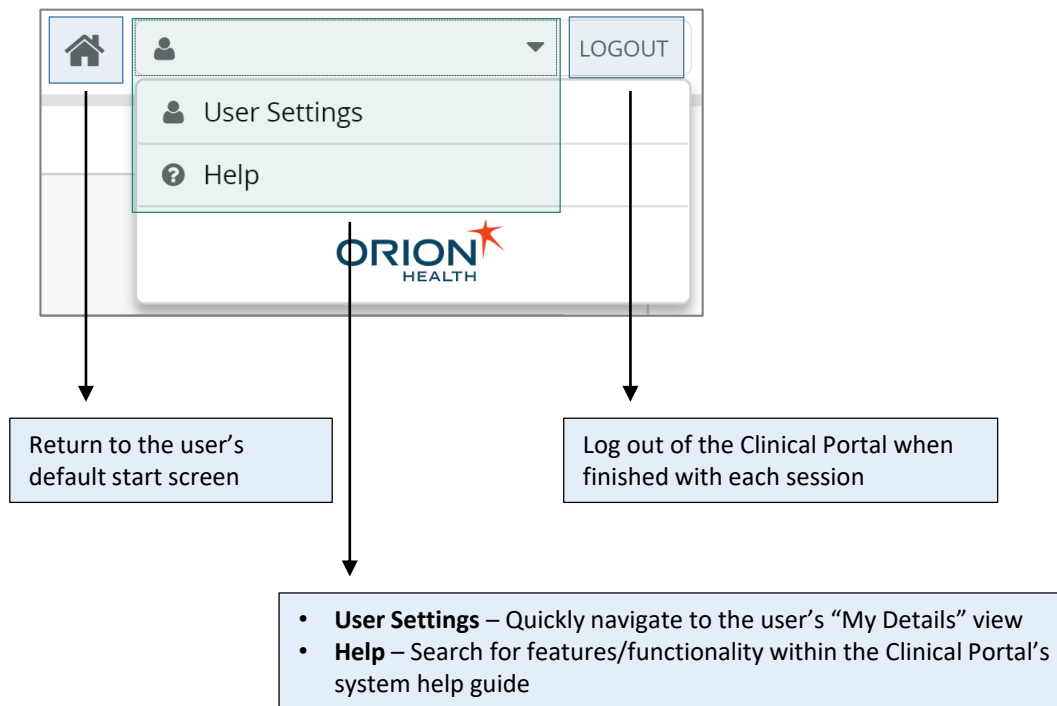 LOGOUT
User Settings
Help
ORION
HEALTH
Return to the user’s
default start screen
Log out of the Clinical Portal when
finished with each session
• User Settings – Quickly navigate to the user’s “My Details” view
• Help – Search for features/functionality within the Clinical Portal’s
system help guide